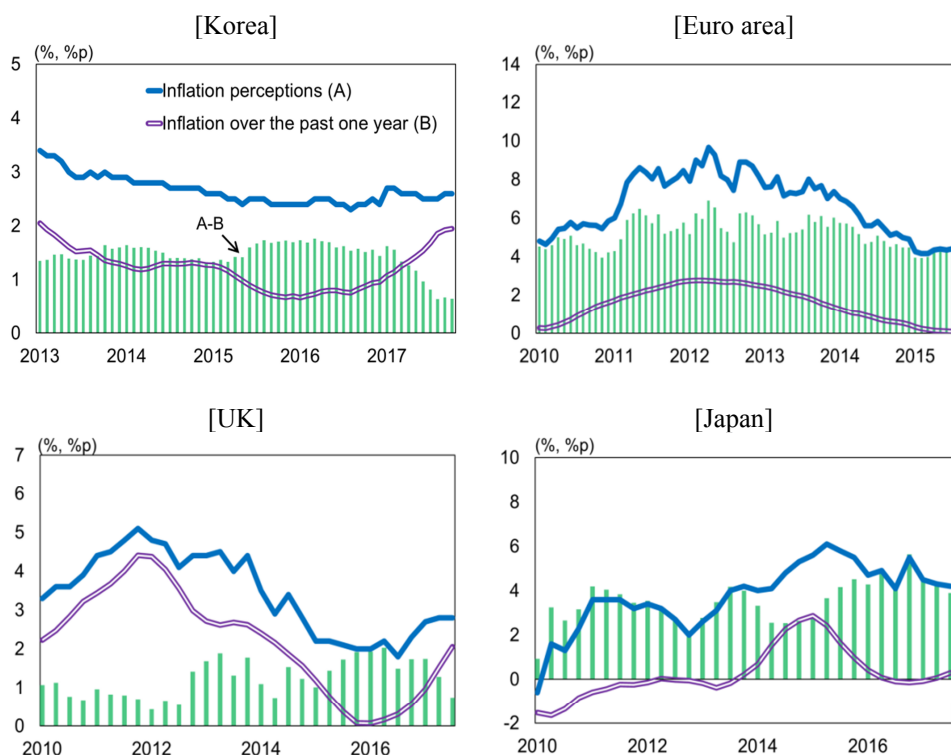 [Korea]
(%, %p)
5
4
3
2
1
0
Inflation perceptions (A)
Inflation over the past one year (B)
A-B
2013 2014 2015 2016 2017
[Euro area]
(%, %p)
14
12
10
8
6
4
2
0
2010 2011 2012 2013 2014 2015
[UK]
(%, %p)
7
6
5
4
3
2
1
0
2010 2012 2014 2016
[Japan]
(%, %p)
10
8
6
4
2
0
-2
2010 2012 2014 2016